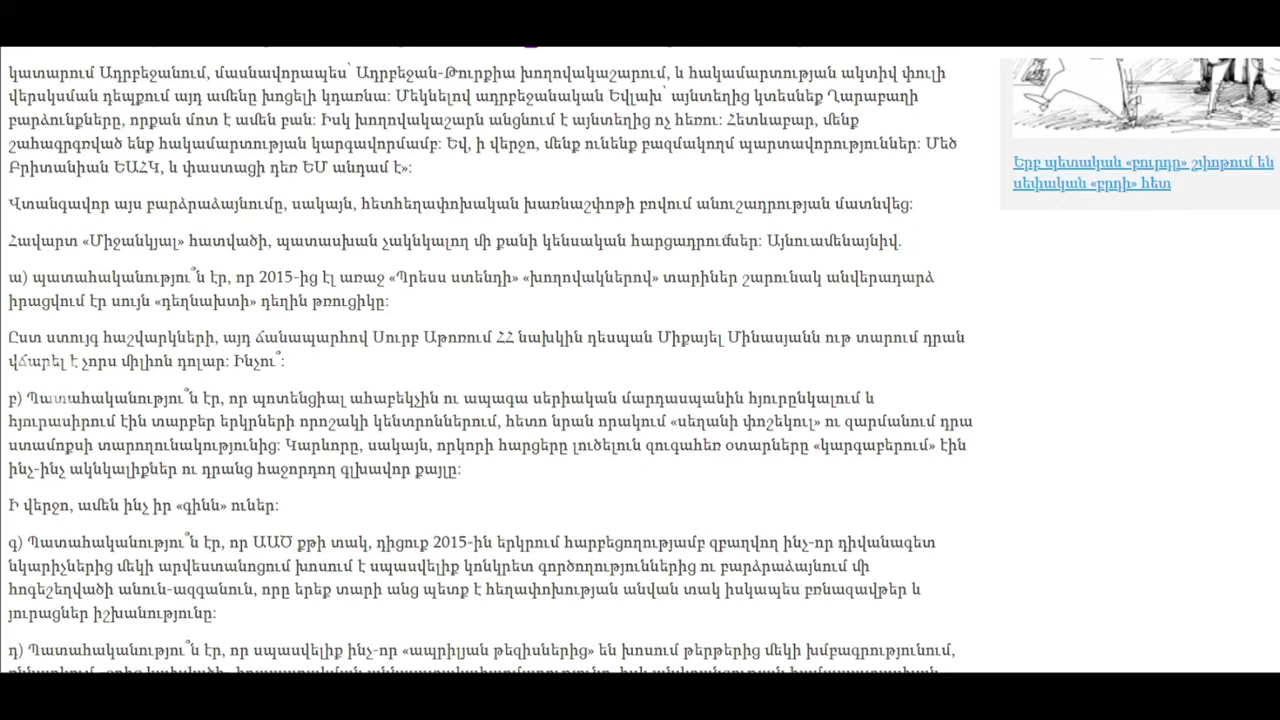 կատարում Ադրբեջանում, մասնավորապես՝ Ադրբեջան-Թուրքիա խողովակաշարում, և հակամարտության ակտիվ փուլի
վերսկսման դեպքում այդ ամենը խոցելի կդառնա։ Մեկնելով ադրբեջանական Եվլախ՝ այնտեղից կտեսնեք Ղարաբաղի
բարձունքները, որքան մոտ է ամեն բան։ Իսկ խողովակաշարն անցնում է այնտեղից ոչ հեռու։ Հետևաբար, մենք
շահագրգռված ենք հակամարտության կարգավորմամբ։ Եվ, ի վերջո, մենք ունենք բազմակողմ պարտավորություններ։ Մեծ
Բրիտանիան ԵԱՀԿ, և փաստացի դեռ ԵՄ անդամ է»։
Վտանգավոր այս բարձրաձայնումը, սակայն, հետհեղափոխական խառնաշփոթի բովում անուշադրության մատնվեց։
Հավարտ «Միջանկյալ» հատվածի, պատասխան չակնկալող մի քանի կենսական հարցադրումներ։ Այնուամենայնիվ.
ա) պատահականությու՞ն էր, որ 2015-ից էլ առաջ «Պրեսս ստենդի» «խողովակներով» տարիներ շարունակ անվերադարձ
իրացվում էր սույն «դեղնախտի» դեղին թռուցիկը։
Ըստ ստույգ հաշվարկների, այդ ճանապարհով Սուրբ Աթոռում ՀՀ նախկին դեսպան Միքայել Մինասյանն ութ տարում դրան
վճարել է չորս միլիոն դոլար։ Ինչու՞։
բ) Պատահականությու՞ն էր, որ պոտենցիալ ահաբեկչին ու ապագա սերիական մարդասպանին հյուրընկալում և
հյուրասիրում էին տարբեր երկրների որոշակի կենտրոններում, հետո նրան որակում «սեղանի փոշեկուլ» ու զարմանում դրա
ստամոքսի տարողունակությունից։ Կարևորը, սակայն, որկորի հարցերը լուծելուն զուգահեռ օտարները «կարգաբերում» էին
ինչ-ինչ ակնկալիքներ ու դրանց հաջորդող գլխավոր քայլը։
Ի վերջո, ամեն ինչ իր «գինն» ուներ։
գ) Պատահականությու՞ն էր, որ ԱԱԾ քթի տակ, դիցուք 2015-ին երկրում հարբեցողությամբ զբաղվող ինչ-որ դիվանագետ
նկարիչներից մեկի արվեստանոցում խոսում է սպասվելիք կոնկրետ գործողություններից ու բարձրաձայնում մի
հոգեշեղվածի անուն-ազգանուն, որը երեք տարի անց պետք է հեղափոխության անվան տակ իսկապես բռնազավթեր և
յուրացներ իշխանությունը։
դ) Պատահականությու՞ն էր, որ սպասվելիք ինչ-որ «ապրիլյան թեզիսներից» են խոսում թերթերից մեկի խմբագրությունում,
Երբ պետական «բուրդը» շփոթում են
սեփական «բրդի» հետ